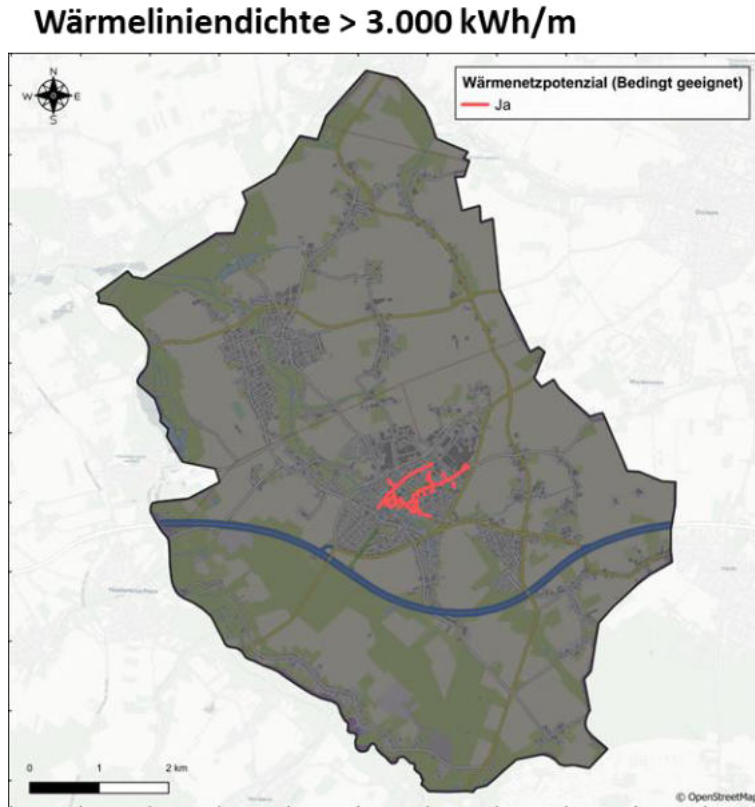 Wärmeliniendichte > 3.000 kWh/m
N
W E
S
Wärmenetzpotenzial (Bedingt geeignet)
Ja
0 1 2 km
© OpenStreetMap